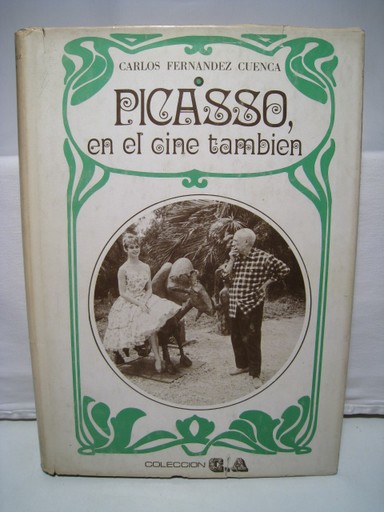 CARLOS FERNANDEZ CUENCA
PICASSO,
en el cine tambien
COLECCION C.A